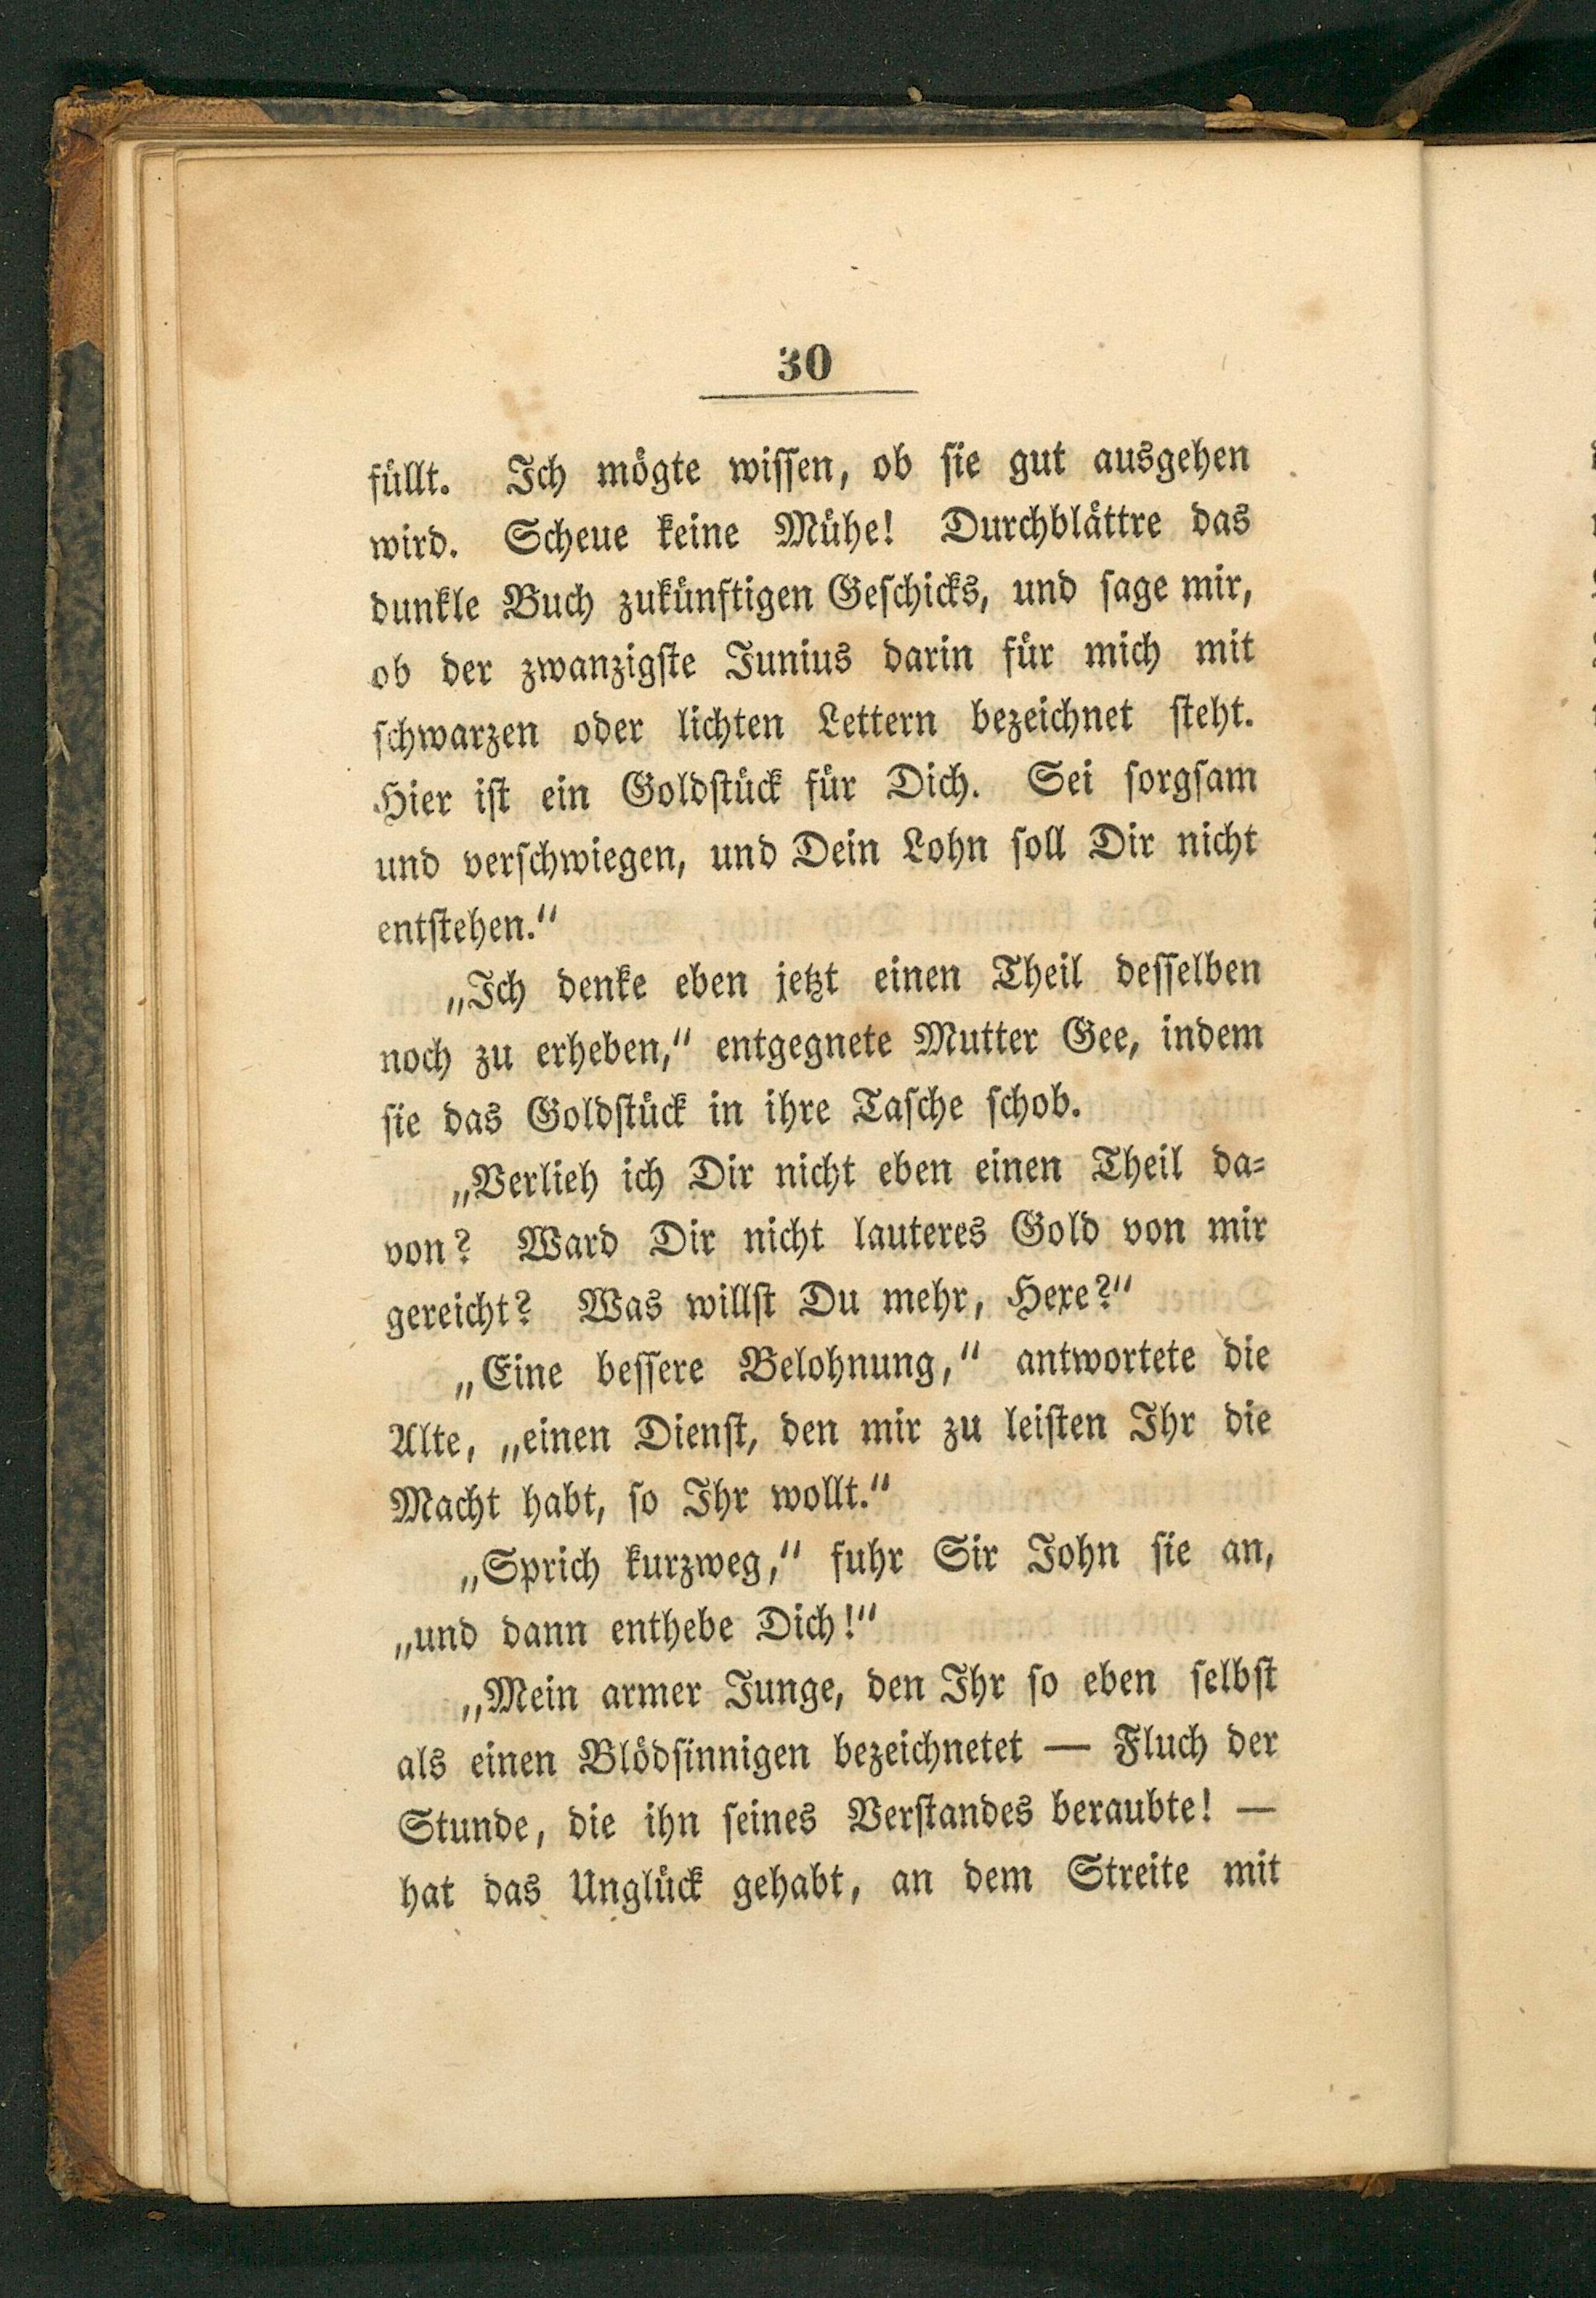 30
füllt. Ich mögte wissen, ob sie gut ausgehen
wird. Scheue keine Mühe! Durchblättre das
dunkle Buch zukünftigen Geschicks, und sage mir,
ob der zwanzigste Junius darin für mich mit
schwarzen oder lichten Lettern bezeichnet steht.
Hier ist ein Goldstück für Dich. Sei sorgsam
und verschwiegen, und Dein Lohn soll Dir nicht
entstehen.“
„Ich denke eben jetzt einen Theil desselben
noch zu erheben,“ entgegnete Mutter Gee, indem
sie das Goldstück in ihre Tasche schob.
„Verlieh ich Dir nicht eben einen Theil da-
von? Ward Dir nicht lauteres Gold von mir
gereicht? Was willst Du mehr, Hexe?“
„Eine bessere Belohnung,“ antwortete die
Alte, „einen Dienst, den mir zu leisten Ihr die
Macht habt, so Ihr wollt.“
„Sprich kurzweg,“ fuhr Sir John sie an,
„und dann enthebe Dich!“
„Mein armer Junge, den Ihr so eben selbst
als einen Blödsinnigen bezeichnetet — Fluch der
Stunde, die ihn seines Verstandes beraubte! —
hat das Unglück gehabt, an dem Streite mit